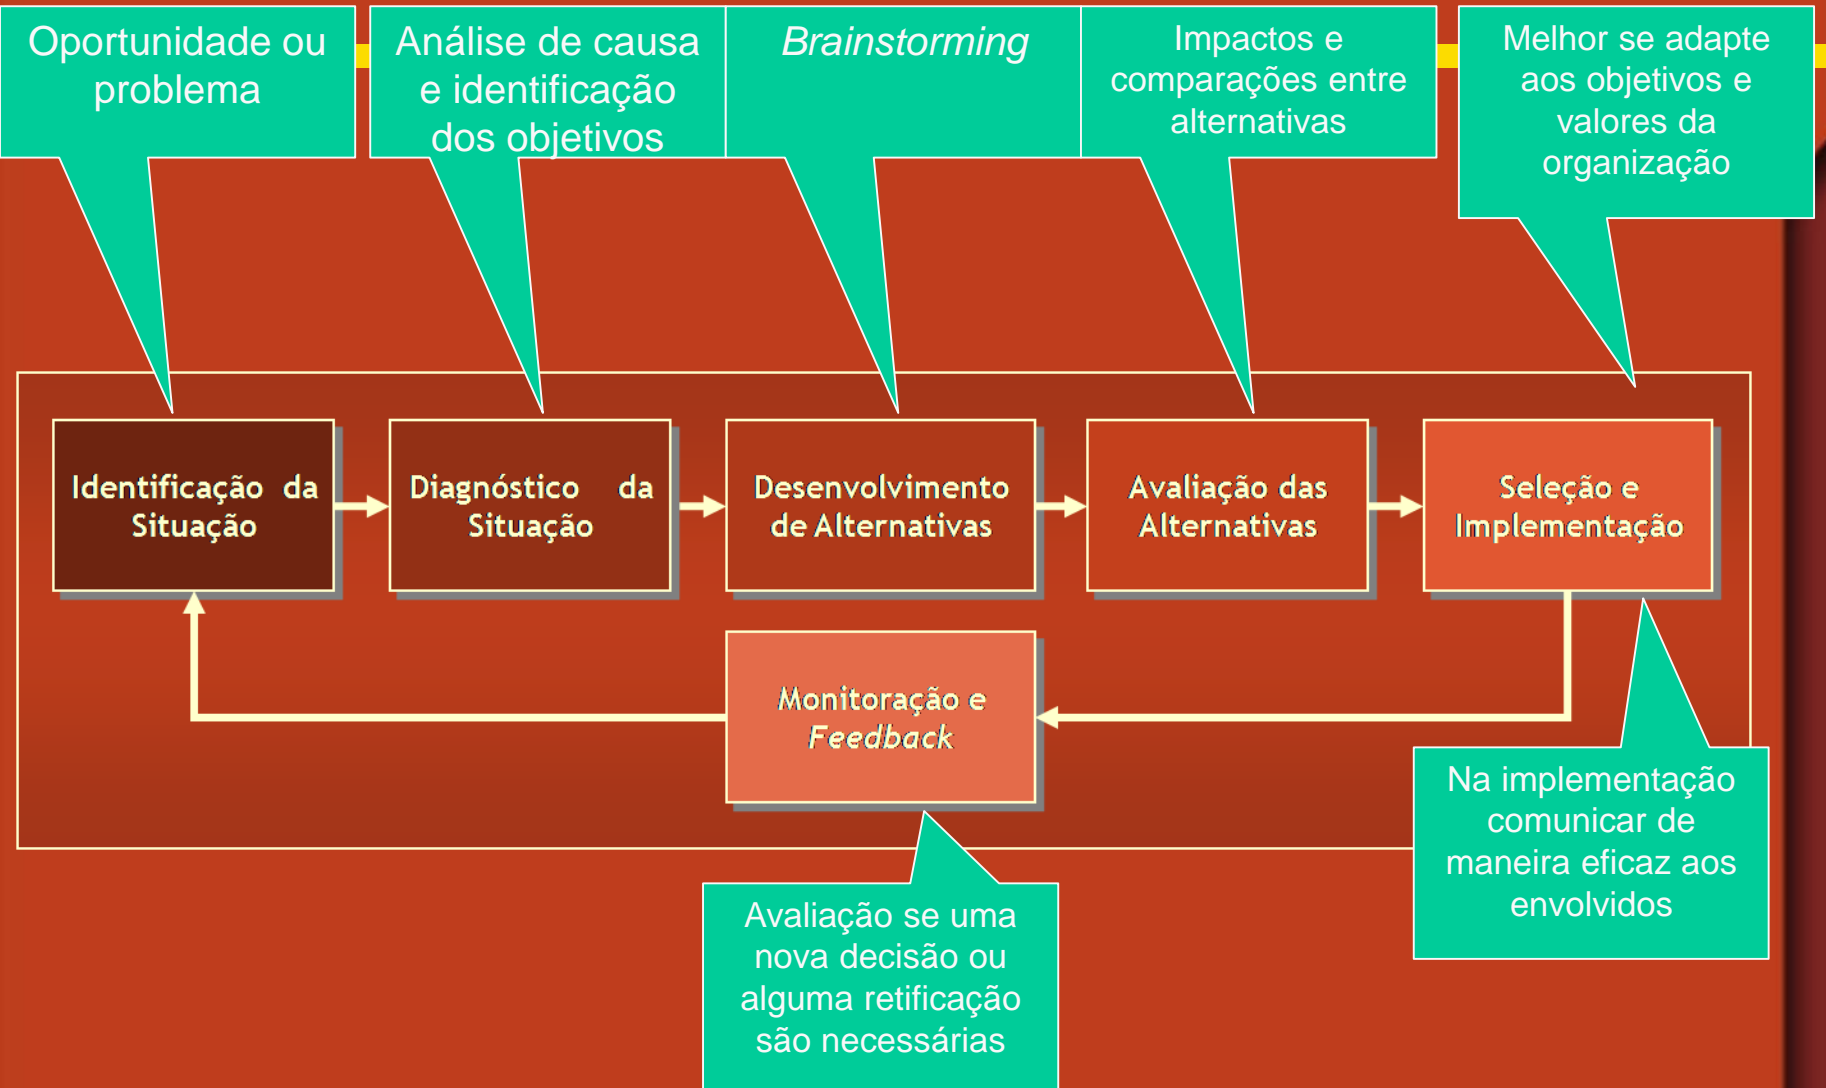 Oportunidade ou
problema
Análise de causa
e identificação
dos objetivos
Brainstorming
Impactos e
comparações entre
alternativas
Melhor se adapte
aos objetivos e
valores da
organização
Identificação da
Situação
Diagnóstico da
Situação
Desenvolvimento
de Alternativas
Avaliação das
Alternativas
Seleção e
Implementação
Monitoração e
Feedback
Na implementação
comunicar de
maneira eficaz aos
envolvidos
Avaliação se uma
nova decisão ou
alguma retificação
são necessárias